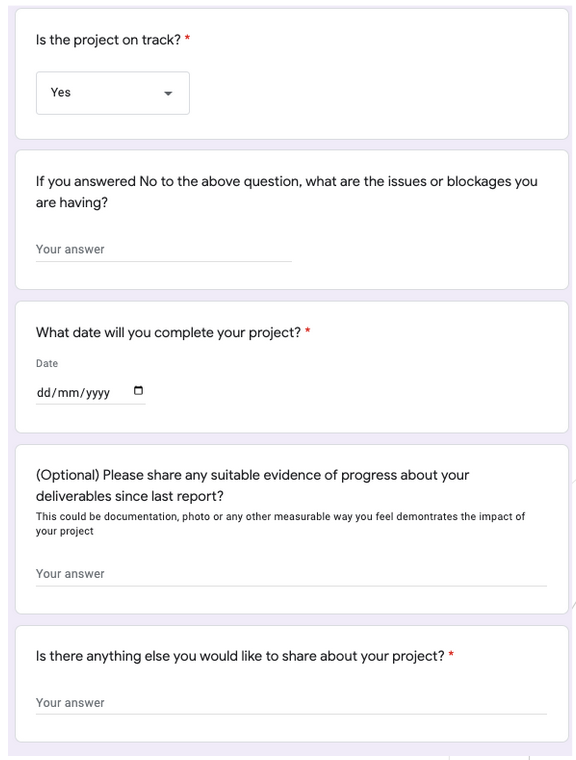 Is the project on track? *
Yes
If you answered No to the above question, what are the issues or blockages you
are having?
Your answer
What date will you complete your project? *
Date
dd/mm/yyyy
(Optional) Please share any suitable evidence of progress about your
deliverables since last report?
This could be documentation, photo or any other measurable way you feel demontrates the impact of
your project
Your answer
Is there anything else you would like to share about your project? *
Your answer